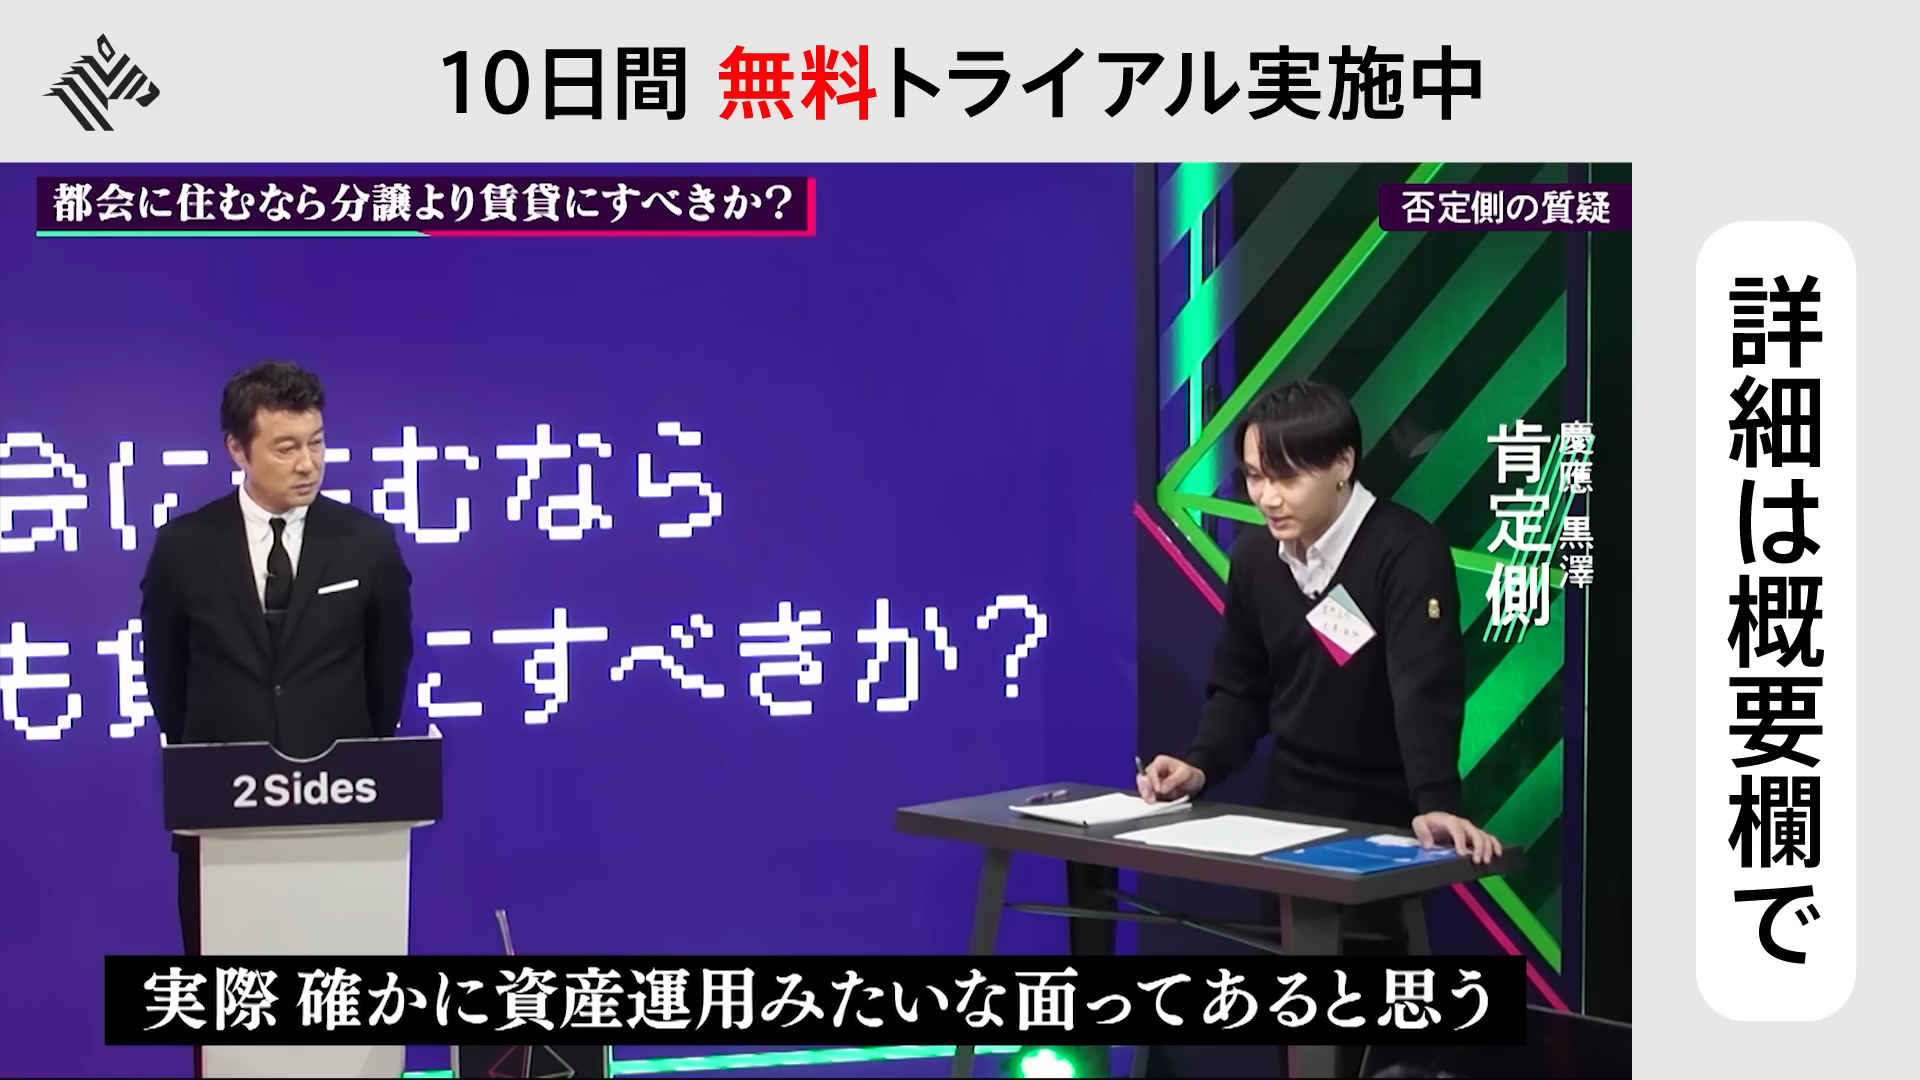 10日間 無料トライアル実施中
都会に住むなら分譲より賃貸にすべきか?
否定側の質疑
会に
むなら
も
にすべきか?
慶應 黒澤
肯定側
2Sides
実際 確かに資産運用みたいな面ってあると思う
詳細は概要欄で